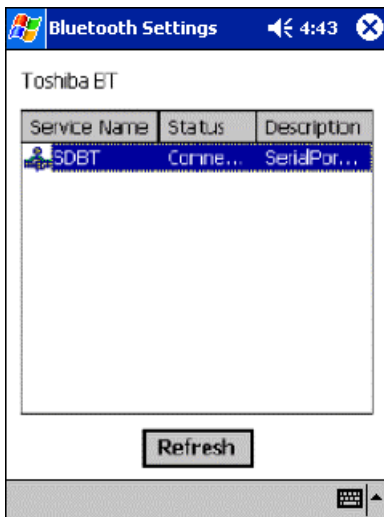 Bluetooth Settings 4:43
Toshiba BT
Service Name Status Description
SDBT Conne... SerialPor...
Refresh